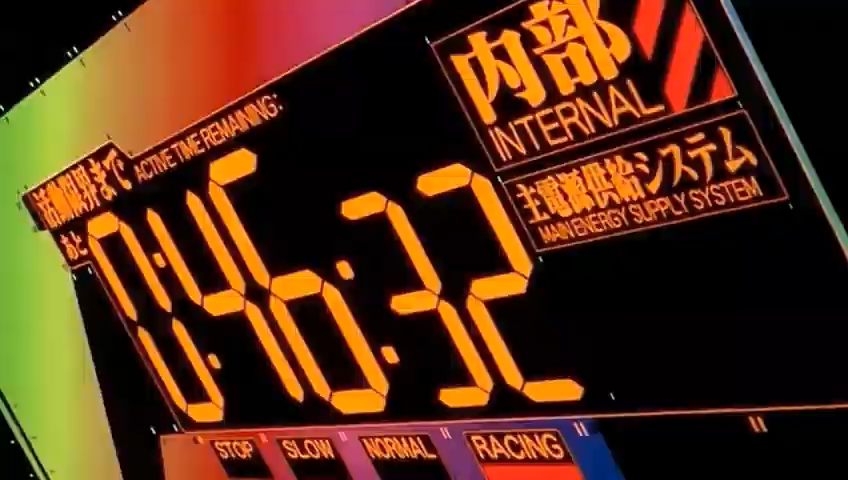 活動限界まで
ACTIVE TIME REMAINING:
あと
0:46:32
内部
INTERNAL
主電源供給システム
MAIN ENERGY SUPPLY SYSTEM
STOP
SLOW
NORMAL
RACING